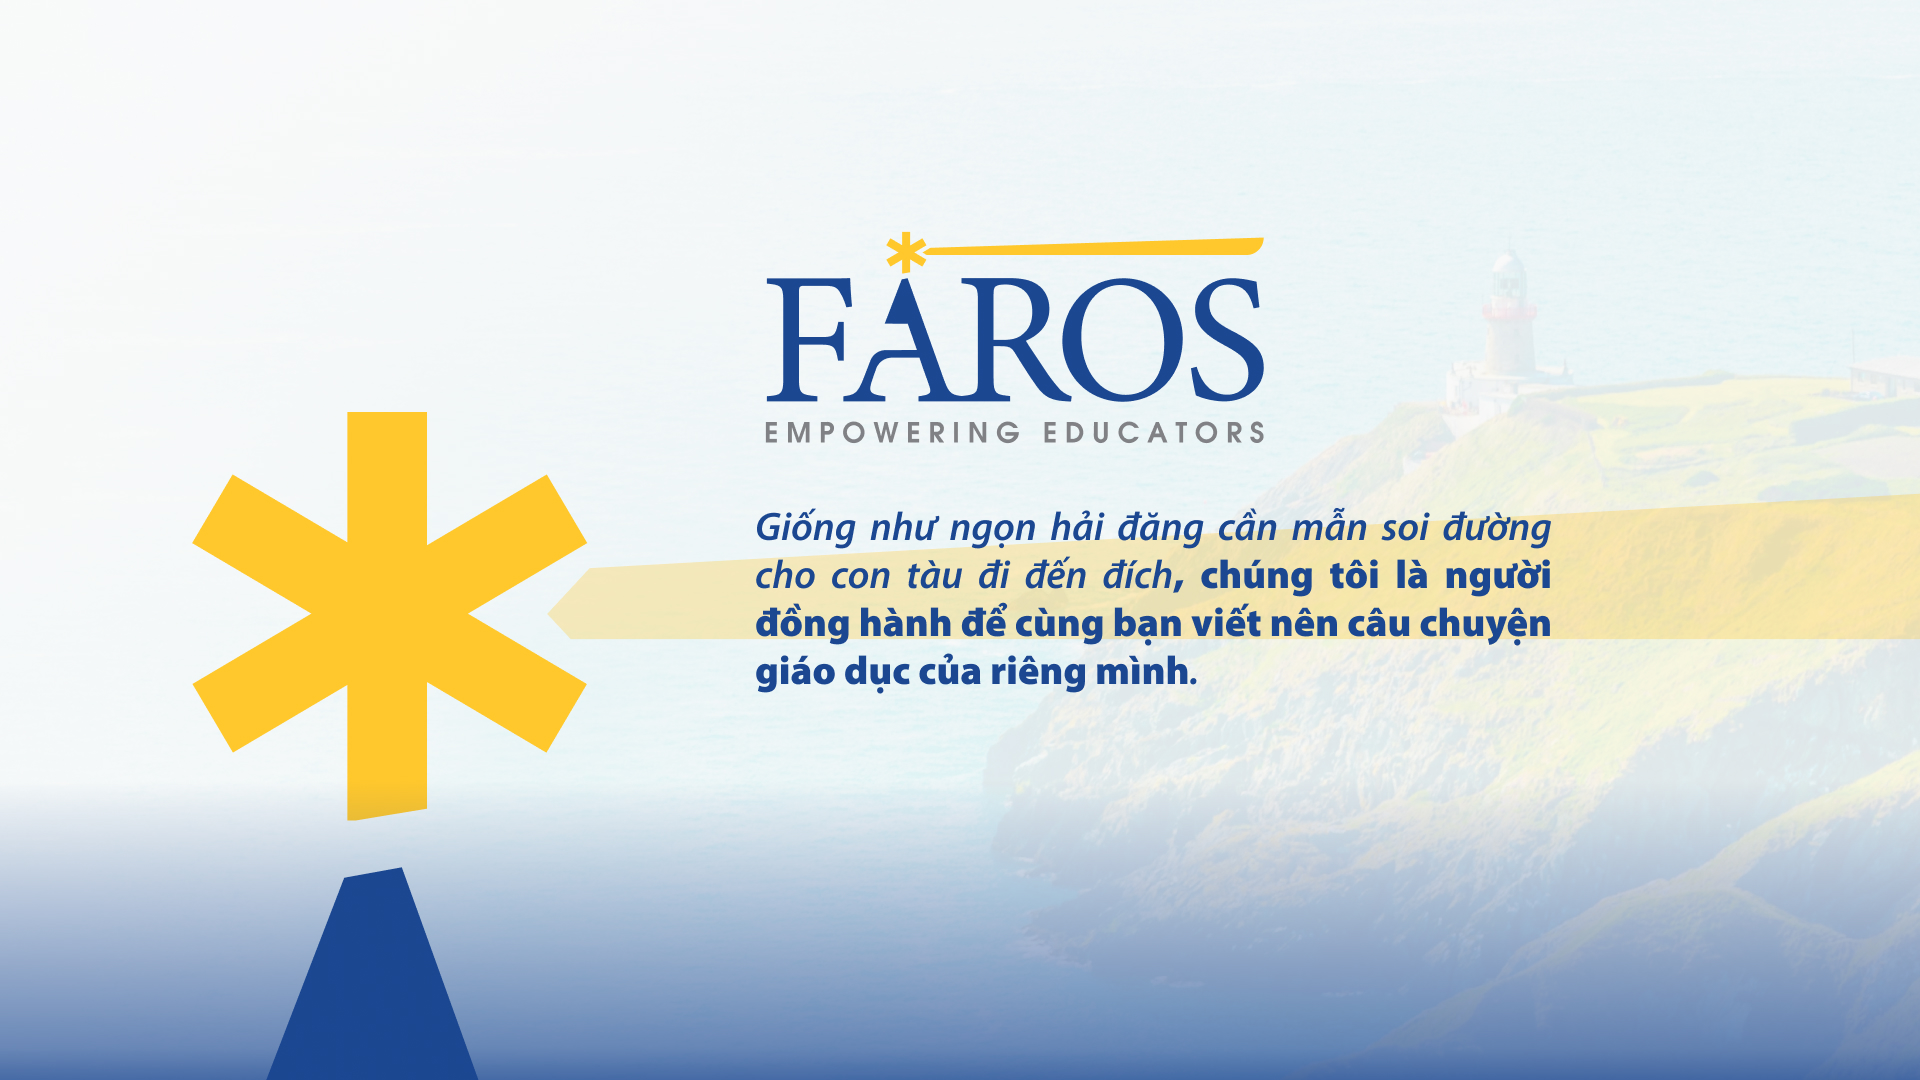 FAROS
EMPOWERING EDUCATORS
Giống như ngọn hải đăng cần mẫn soi đường
cho con tàu đi đến đích, chúng tôi là người
đồng hành để cùng bạn viết nên câu chuyện
giáo dục của riêng mình.